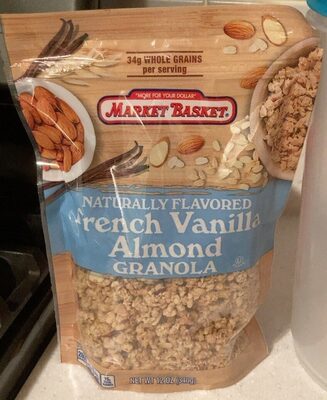 34g WHOLE GRAINS
per serving
"MORE FOR YOUR DOLLAR"
MARKET BASKET
NATURALLY FLAVORED
French Vanilla
Almond
GRANOLA
NET WT 12 OZ (340g)